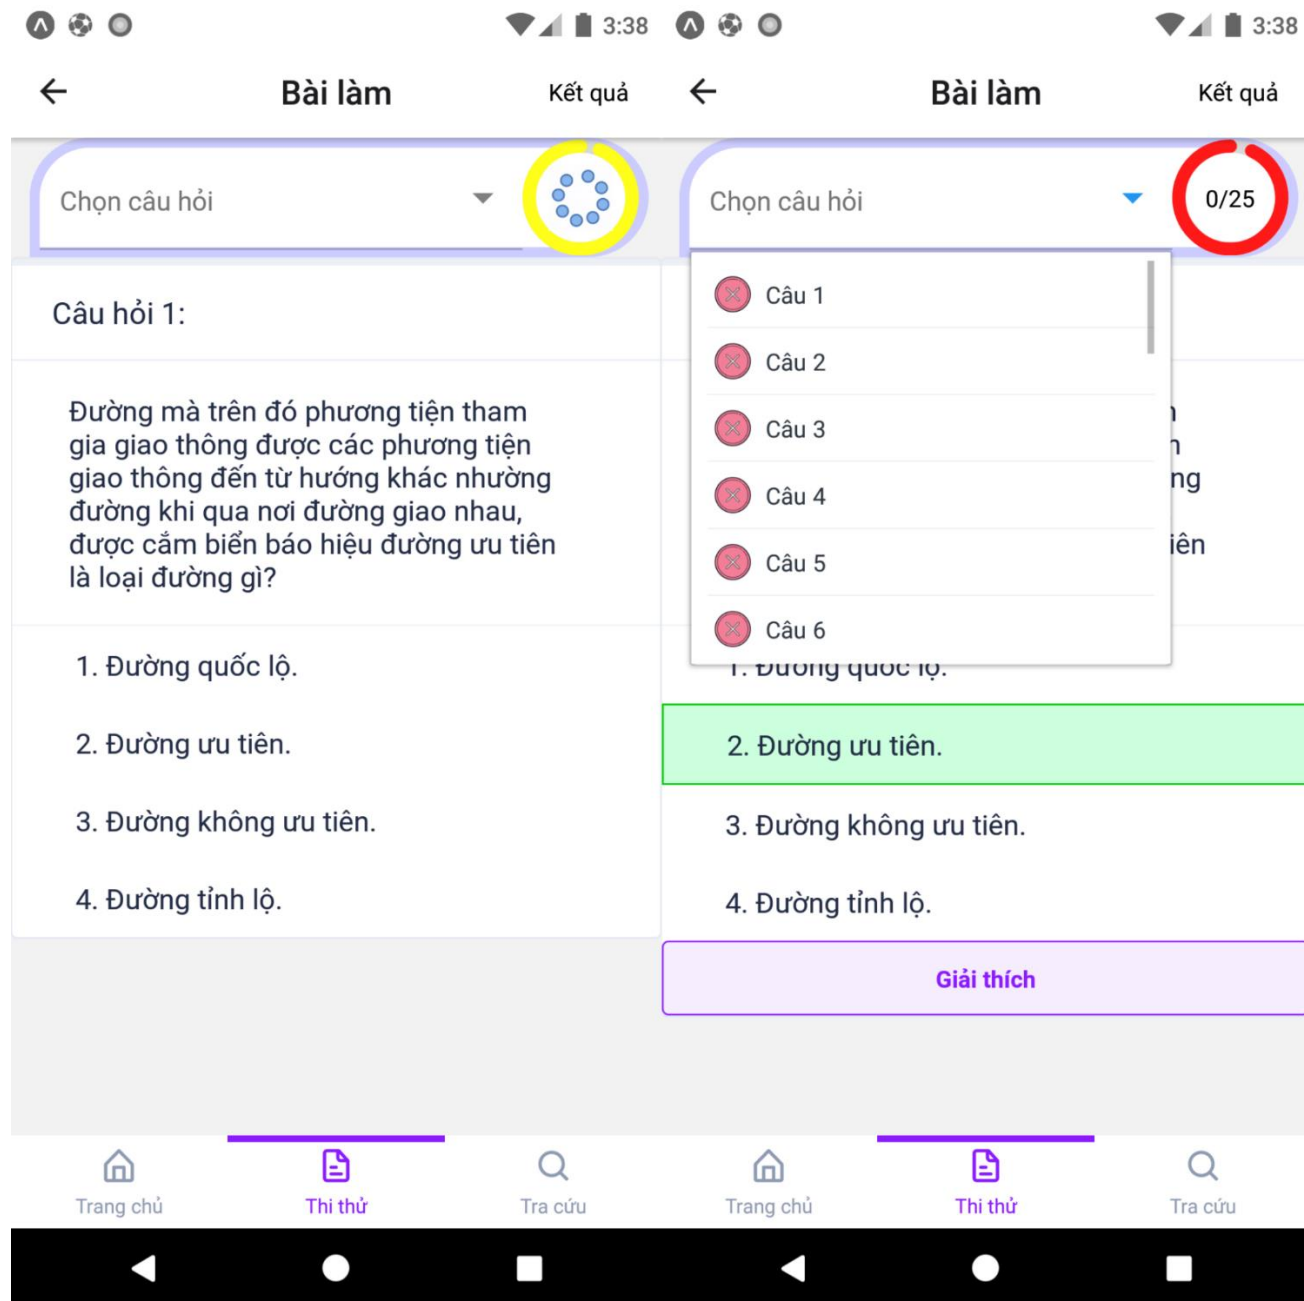 3:38
Bài làm
Kết quả
Chọn câu hỏi
Câu hỏi 1:
Đường mà trên đó phương tiện tham
gia giao thông được các phương tiện
giao thông đến từ hướng khác nhường
đường khi qua nơi đường giao nhau,
được cắm biển báo hiệu đường ưu tiên
là loại đường gì?
1. Đường quốc lộ.
2. Đường ưu tiên.
3. Đường không ưu tiên.
4. Đường tỉnh lộ.
Trang chủ
Thi thử
Tra cứu
3:38
Bài làm
Kết quả
Chọn câu hỏi
0/25
Câu 1
Câu 2
Câu 3
Câu 4
ng
Câu 5
iên
Câu 6
1. Đường quốc lộ.
2. Đường ưu tiên.
3. Đường không ưu tiên.
4. Đường tỉnh lộ.
Giải thích
Trang chủ
Thi thử
Tra cứu